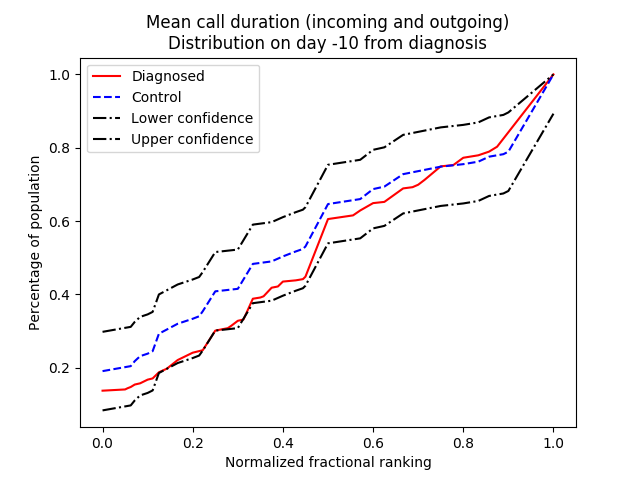 Mean call duration (incoming and outgoing)
Distribution on day -10 from diagnosis
Diagnosed
Control
Lower confidence
Upper confidence
Percentage of population
1.0
0.8
0.6
0.4
0.2
0.0 0.2 0.4 0.6 0.8 1.0
Normalized fractional ranking